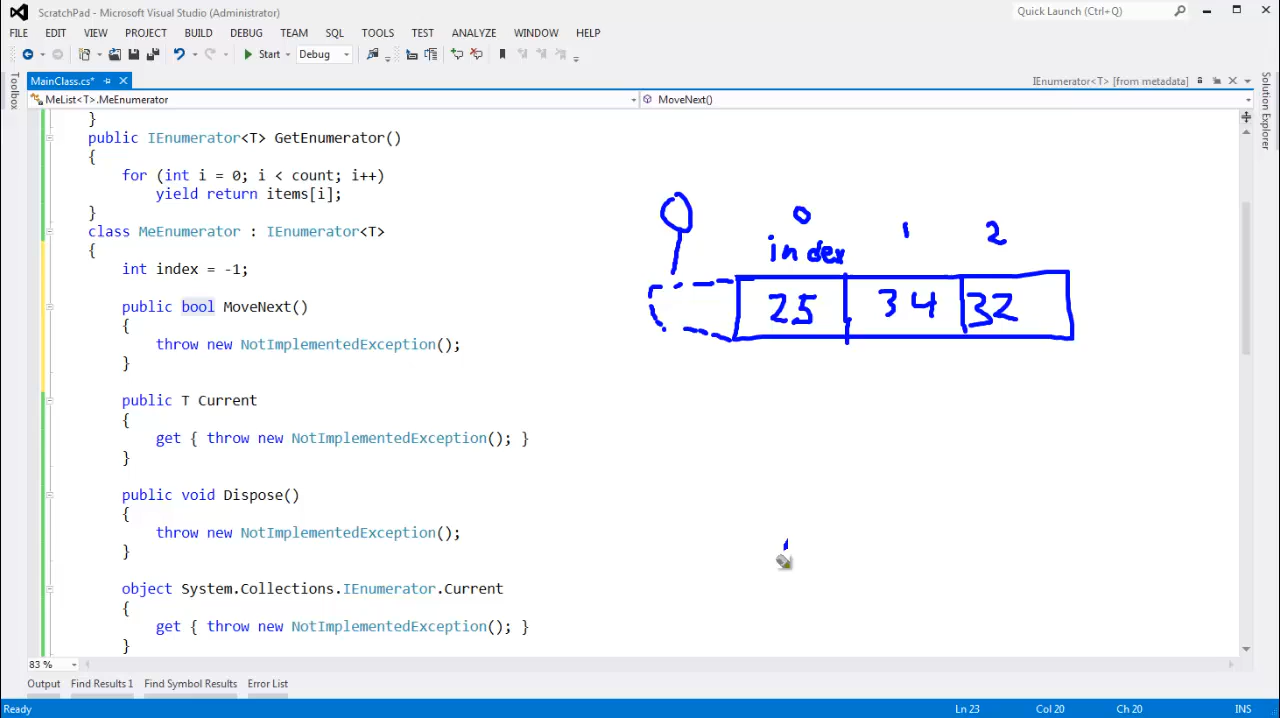 ScratchPad - Microsoft Visual Studio (Administrator)
Quick Launch (Ctrl+Q)
FILE EDIT VIEW PROJECT BUILD DEBUG TEAM SQL TOOLS TEST ANALYZE WINDOW HELP
Start Debug
MainClass.cs*
IEnumerator<T> [from metadata]
Toolbox
Solution Explorer
MeList<T>.MeEnumerator
MoveNext()
}
public IEnumerator<T> GetEnumerator()
{
for (int i = 0; i < count; i++)
yield return items[i];
}
class MeEnumerator : IEnumerator<T>
{
int index = -1;
public bool MoveNext()
{
throw new NotImplementedException();
}
public T Current
{
get { throw new NotImplementedException(); }
}
public void Dispose()
{
throw new NotImplementedException();
}
object System.Collections.IEnumerator.Current
{
get { throw new NotImplementedException(); }
}
0 1 2
index
25 34 32
83 %
Output Find Results 1 Find Symbol Results Error List
Ready Ln 23 Col 20 Ch 20 INS